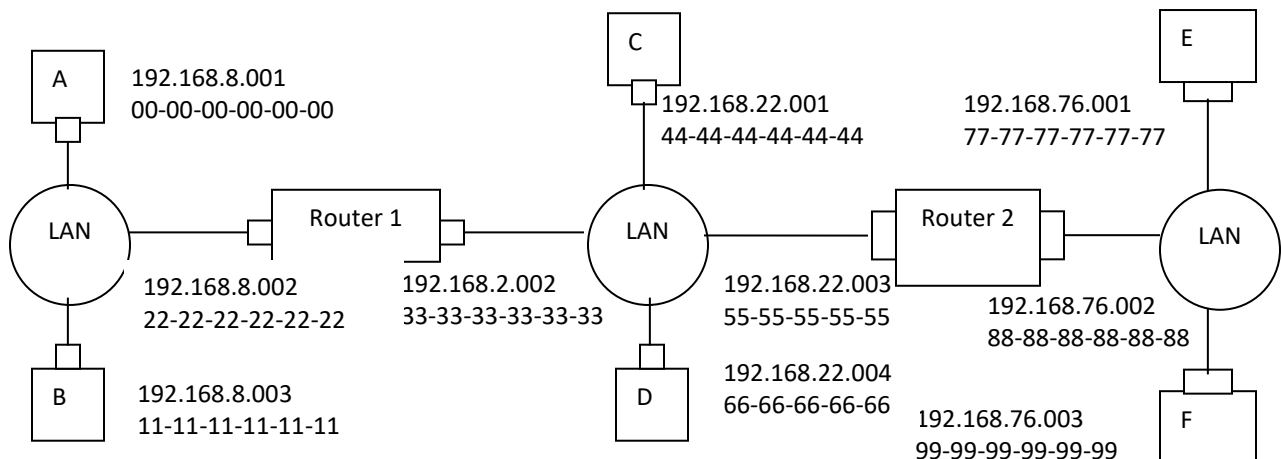 A
192.168.8.001
00-00-00-00-00-00
C
192.168.22.001
44-44-44-44-44-44
E
192.168.76.001
77-77-77-77-77-77
LAN
Router 1
LAN
Router 2
LAN
192.168.8.002
22-22-22-22-22-22
192.168.2.002
33-33-33-33-33-33
192.168.22.003
55-55-55-55-55
192.168.76.002
88-88-88-88-88-88
B
192.168.8.003
11-11-11-11-11-11
D
192.168.22.004
66-66-66-66-66
192.168.76.003
99-99-99-99-99-99
F